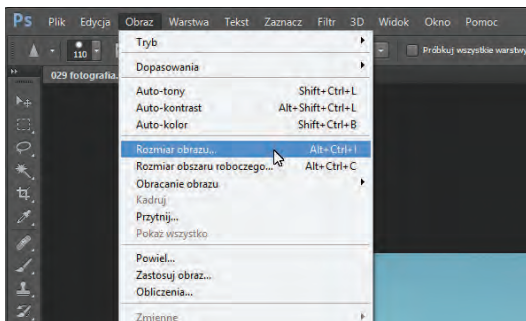 Ps Plik Edycja Obraz Warstwa Tekst Zaznacz Filtr 3D Widok Okno Pomoc
110 Próbkuj wszystkie warstwy
029 fotografia.
Tryb
Dopasowania
Auto-tony Shift+Ctrl+L
Auto-kontrast Alt+Shift+Ctrl+L
Auto-kolor Shift+Ctrl+B
Rozmiar obrazu... Alt+Ctrl+I
Rozmiar obszaru roboczego... Alt+Ctrl+C
Obracanie obrazu
Kadruj
Przytnij...
Pokaż wszystko
Powiel...
Zastosuj obraz...
Obliczenia...
Zmienne